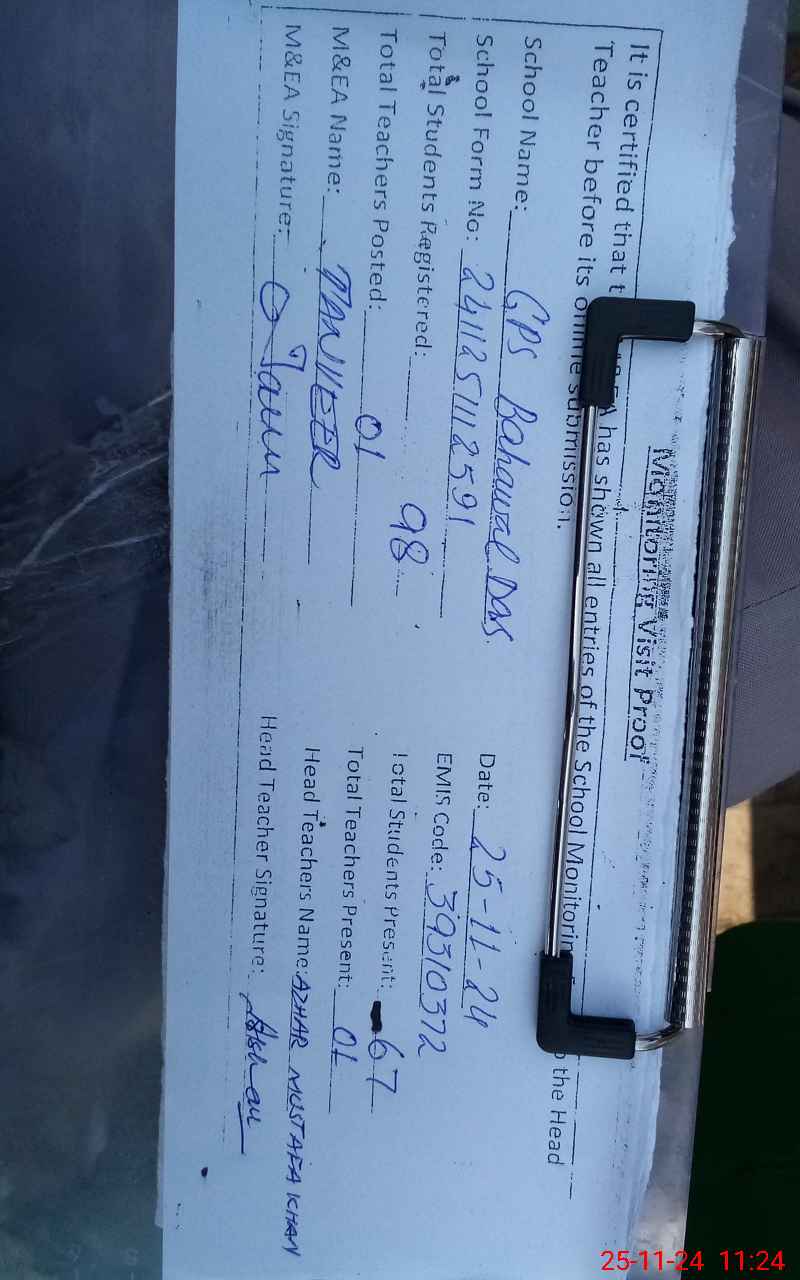 Monitoring Visit Proof
It is certified that t A has shown all entries of the School Monitorin the Head
Teacher before its online submission.
School Name: GPS Bahawal Das. Date: 25-11-24
School Form No: 2411251112591 EMIS Code: 39310372
Total Students Registered: 98 Total Students Present: 67
Total Teachers Posted: 01 Total Teachers Present: 01
M&EA Name: TANVEER Head Teachers Name: AZHAR MUSTAFA KHAN
M&EA Signature: Head Teacher Signature:
25-11-24 11:24